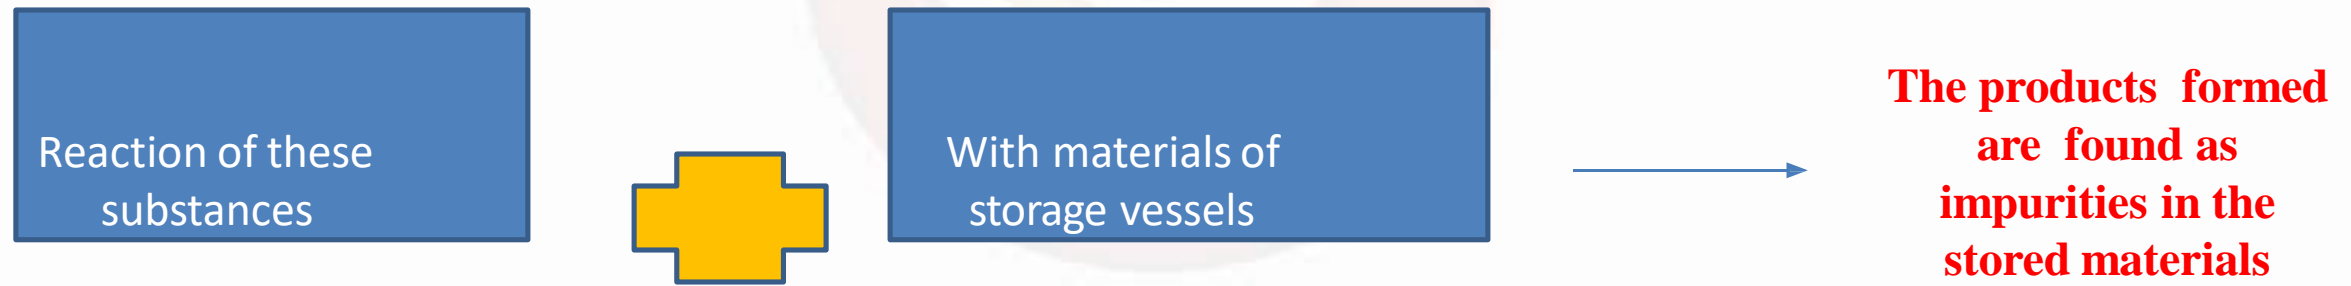 Reaction of these
substances
With materials of
storage vessels
The products formed
are found as
impurities in the
stored materials